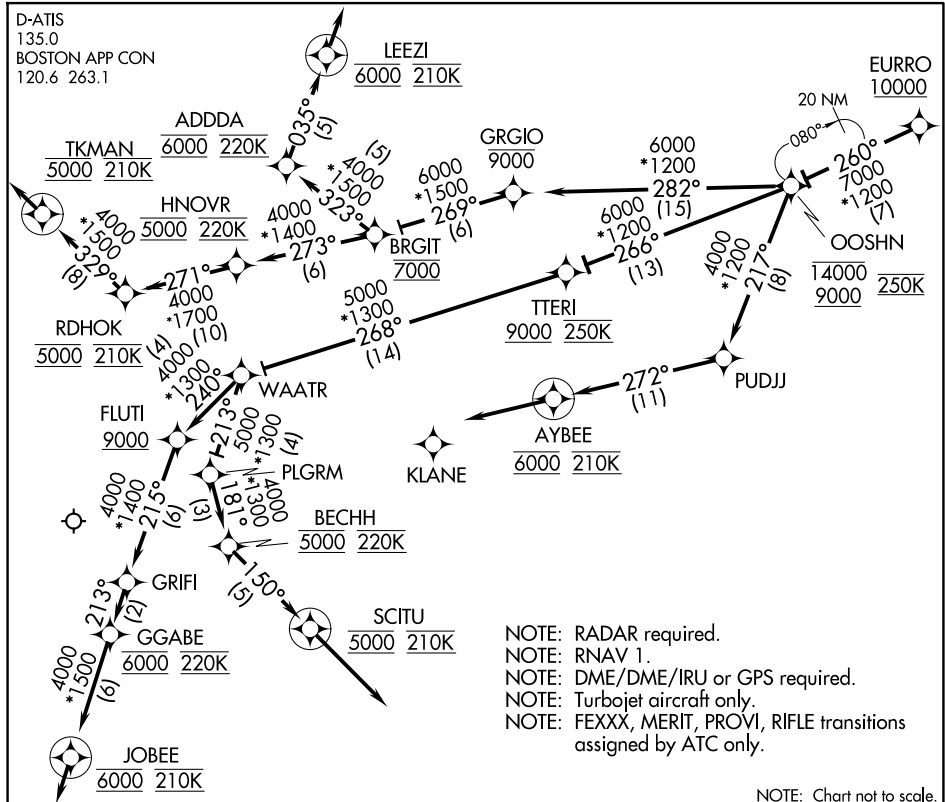 D-ATIS
135.0
BOSTON APP CON
120.6 263.1
LEEZI
6000 210K
EURRO
10000
20 NM
080°
ADDDA
6000 220K
035°
(5)
GRGIO
9000
6000
*1200
282°
(15)
260°
7000
*1200
(7)
TKMAN
5000 210K
(5)
4000
*1500
323°
6000
*1500
269°
(6)
HNOVR
5000 220K
4000
*1400
273°
(6)
BRGIT
7000
6000
*1200
266°
(13)
OOSHN
14000
9000
250K
4000
*1500
329°
(8)
271°
4000
*1700
(10)
RDHOK
5000 210K
4000
*1200
217°
(8)
TTERI
9000 250K
5000
*1300
268°
(14)
PUDJJ
272°
(11)
AYBEE
6000 210K
KLANE
WAATR
(4)
4000
*1300
240°
FLUTI
9000
213°
5000
*1300
(4)
PLGRM
4000
*1300
181°
(3)
BECHH
5000 220K
4000
*1400
215°
(6)
150°
(5)
SCITU
5000 210K
GRIFI
213°
(2)
GGABE
6000 220K
4000
*1500
(6)
JOBEE
6000 210K
NOTE: RADAR required.
NOTE: RNAV 1.
NOTE: DME/DME/IRU or GPS required.
NOTE: Turbojet aircraft only.
NOTE: FEXXX, MERIT, PROVI, RIFLE transitions
assigned by ATC only.
NOTE: Chart not to scale.